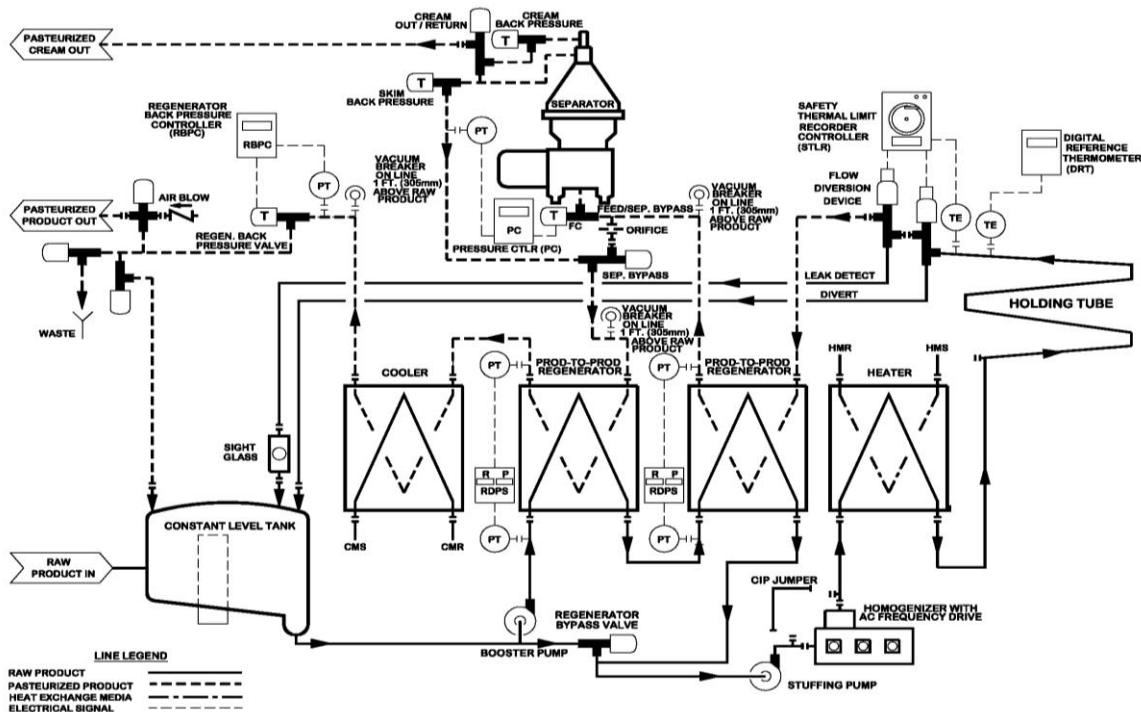 PASTEURIZED
CREAM OUT
CREAM
OUT / RETURN
CREAM
BACK PRESSURE
T
T
SKIM
BACK PRESSURE
SEPARATOR
REGENERATOR
BACK PRESSURE
CONTROLLER
(RBPC)
RBPC
PT
PT
VACUUM
BREAKER
ON LINE
1 FT. (305mm)
ABOVE RAW
PRODUCT
SAFETY
THERMAL LIMIT
RECORDER
CONTROLLER
(STLR)
DIGITAL
REFERENCE
THERMOMETER
(DRT)
FLOW
DIVERSION
DEVICE
TE
TE
PASTEURIZED
PRODUCT OUT
AIR BLOW
T
REGEN. BACK
PRESSURE VALVE
PC
T
FC
PRESSURE CTLR (PC)
FEED/SEP. BYPASS
ORIFICE
SEP. BYPASS
VACUUM
BREAKER
ON LINE
1 FT. (305mm)
ABOVE RAW
PRODUCT
LEAK DETECT
DIVERT
HOLDING TUBE
WASTE
VACUUM
BREAKER
ON LINE
1 FT. (305mm)
ABOVE RAW
PRODUCT
COOLER
PT
PROD-TO-PROD
REGENERATOR
PT
PROD-TO-PROD
REGENERATOR
HMR
HMS
HEATER
SIGHT
GLASS
R P
RDPS
R P
RDPS
PT
PT
CMS
CMR
CONSTANT LEVEL TANK
RAW
PRODUCT IN
CIP JUMPER
HOMOGENIZER WITH
AC FREQUENCY DRIVE
REGENERATOR
BYPASS VALVE
BOOSTER PUMP
STUFFING PUMP
LINE LEGEND
RAW PRODUCT
PASTEURIZED PRODUCT
HEAT EXCHANGE MEDIA
ELECTRICAL SIGNAL